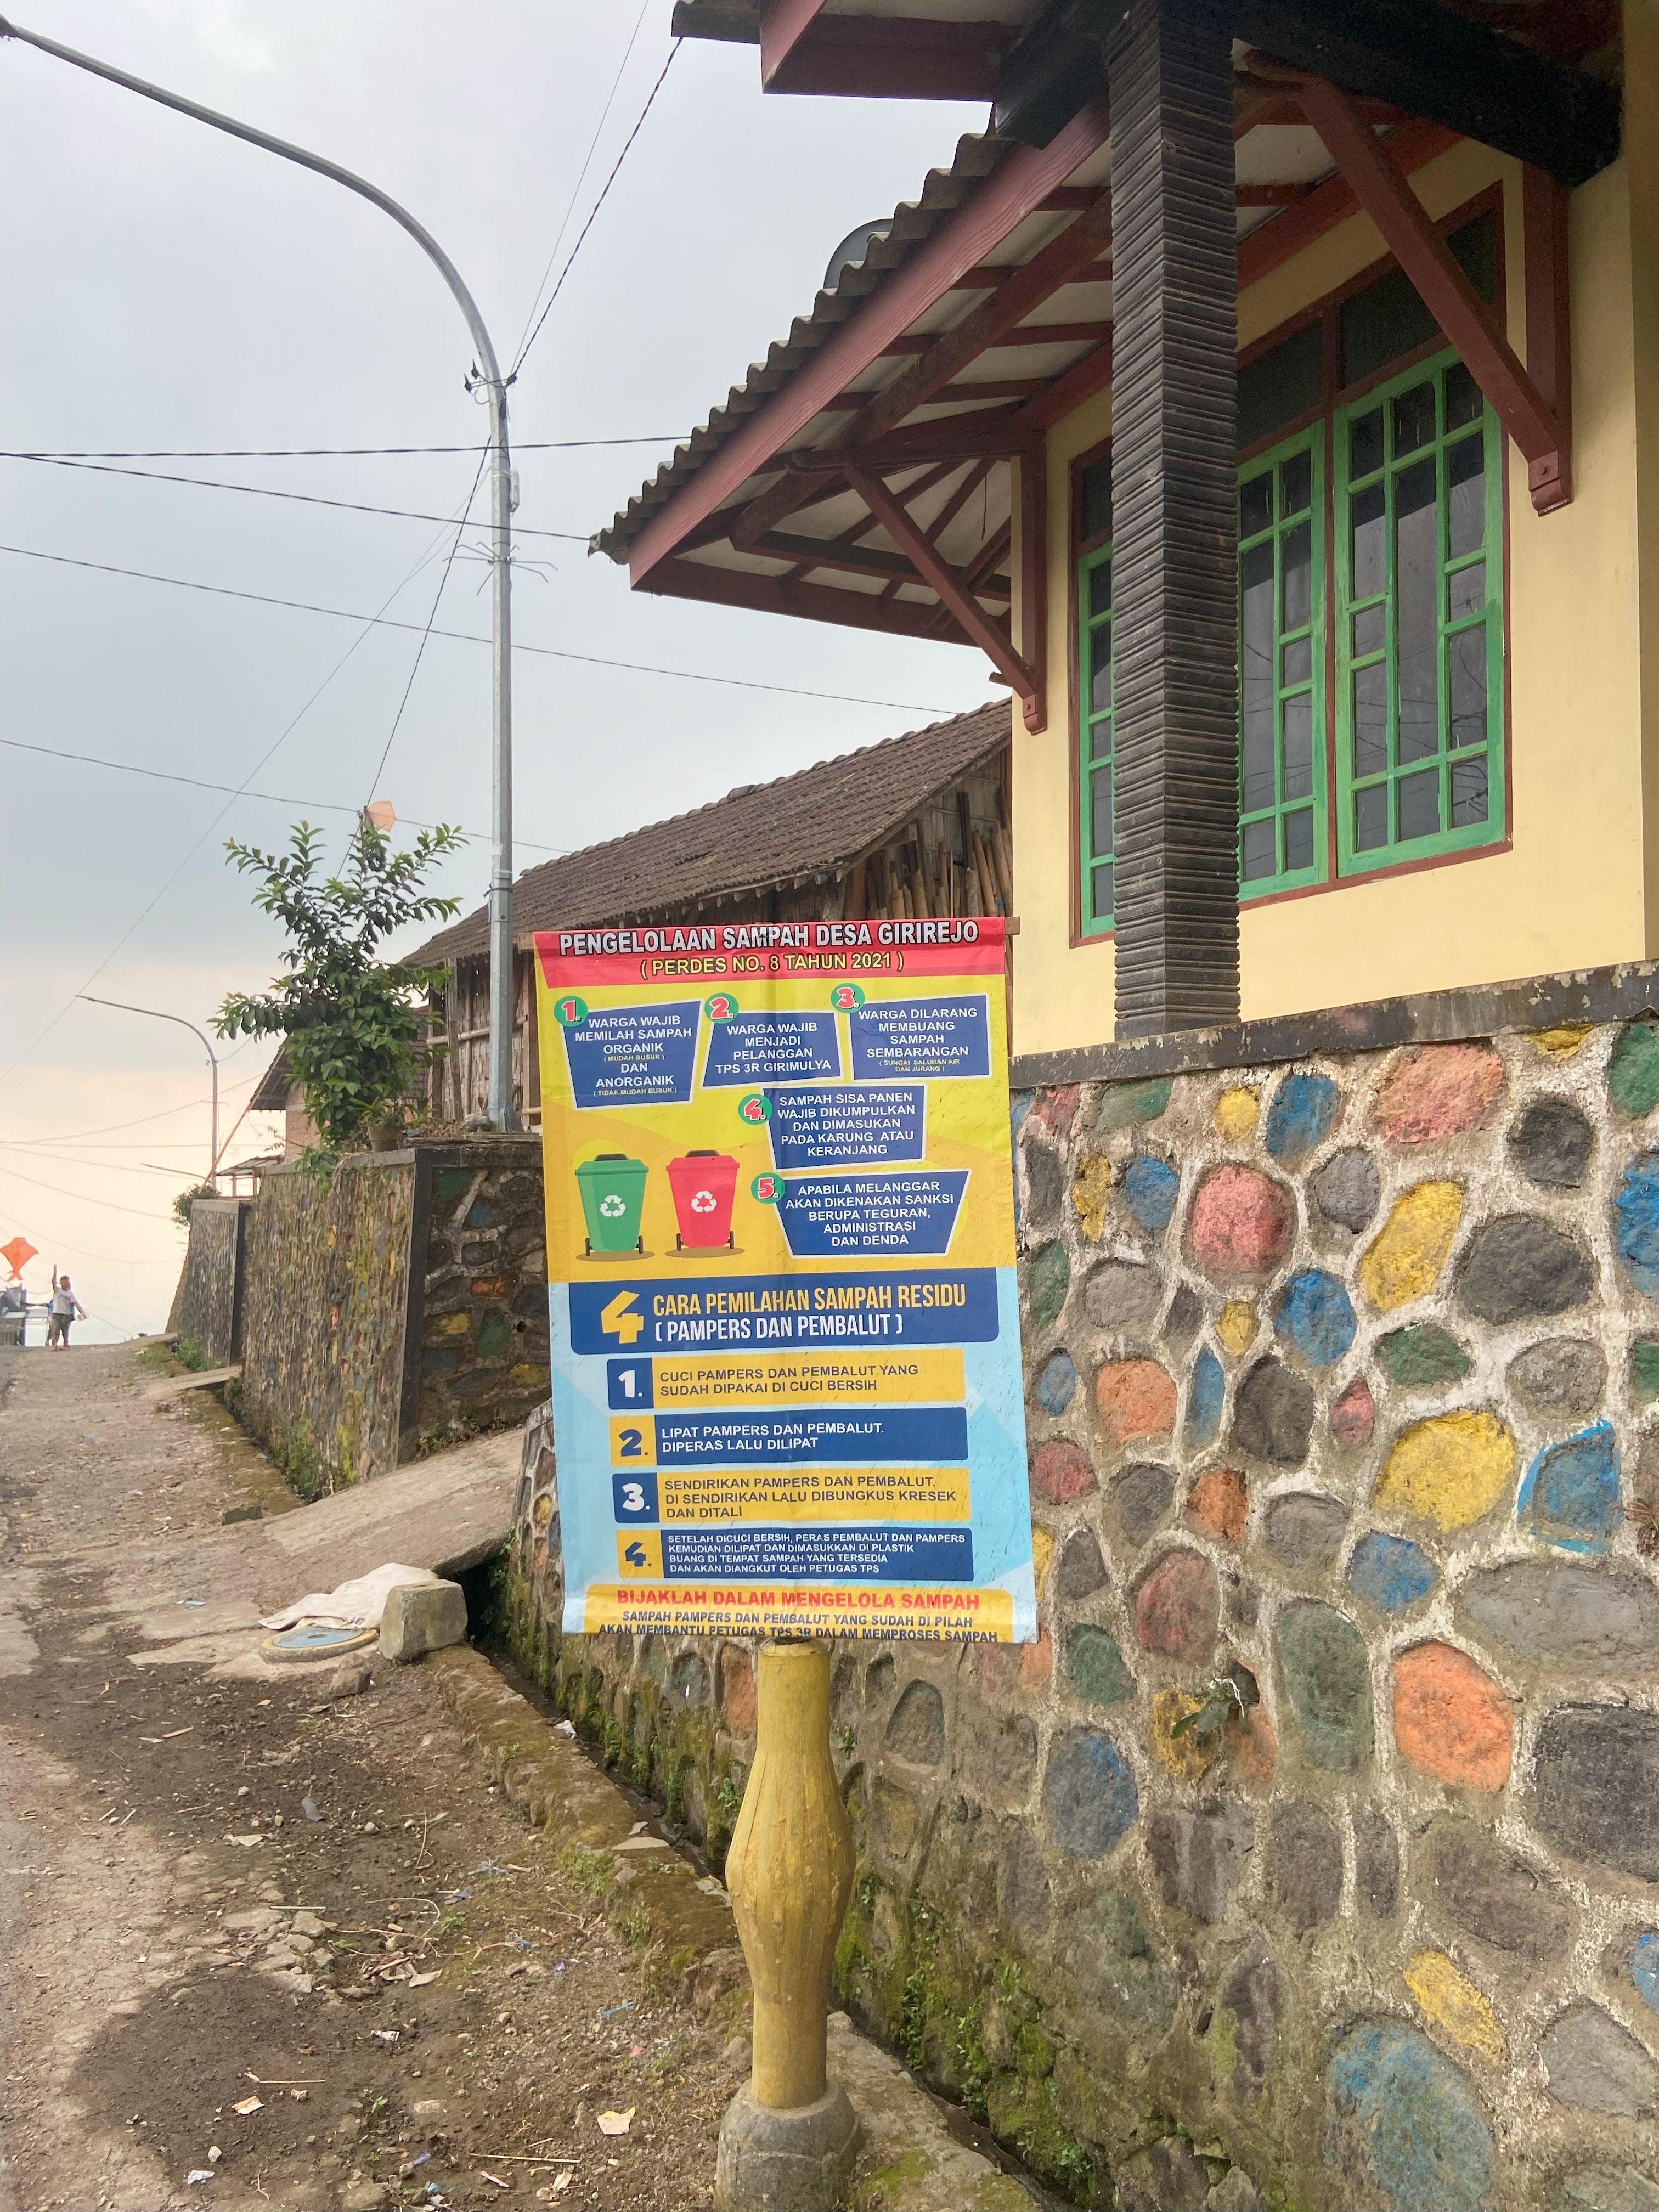 PENGELOLAAN SAMPAH DESA GIRIREJO
( PERDES NO. 8 TAHUN 2021 )
1.
WARGA WAJIB
MEMILAH SAMPAH
ORGANIK
( MUDAH BUSUK )
DAN
ANORGANIK
( TIDAK MUDAH BUSUK )
2.
WARGA WAJIB
MENJADI
PELANGGAN
TPS 3R GIRIMULYA
3.
WARGA DILARANG
MEMBUANG
SAMPAH
SEMBARANGAN
( SUNGAI, SALURAN AIR
DAN JURANG )
4.
SAMPAH SISA PANEN
WAJIB DIKUMPULKAN
DAN DIMASUKAN
PADA KARUNG ATAU
KERANJANG
5.
APABILA MELANGGAR
AKAN DIKENAKAN SANKSI
BERUPA TEGURAN,
ADMINISTRASI
DAN DENDA
4 CARA PEMILAHAN SAMPAH RESIDU
( PAMPERS DAN PEMBALUT )
1.
CUCI PAMPERS DAN PEMBALUT YANG
SUDAH DIPAKAI DI CUCI BERSIH
2.
LIPAT PAMPERS DAN PEMBALUT.
DIPERAS LALU DILIPAT
3.
SENDIRIKAN PAMPERS DAN PEMBALUT.
DI SENDIRIKAN LALU DIBUNGKUS KRESEK
DAN DITALI
4.
SETELAH DICUCI BERSIH, PERAS PEMBALUT DAN PAMPERS
KEMUDIAN DILIPAT DAN DIMASUKKAN DI PLASTIK
BUANG DI TEMPAT SAMPAH YANG TERSEDIA
DAN AKAN DIANGKUT OLEH PETUGAS TPS
BIJAKLAH DALAM MENGELOLA SAMPAH
SAMPAH PAMPERS DAN PEMBALUT YANG SUDAH DI PILAH
AKAN MEMBANTU PETUGAS TPS 3R DALAM MEMPROSES SAMPAH